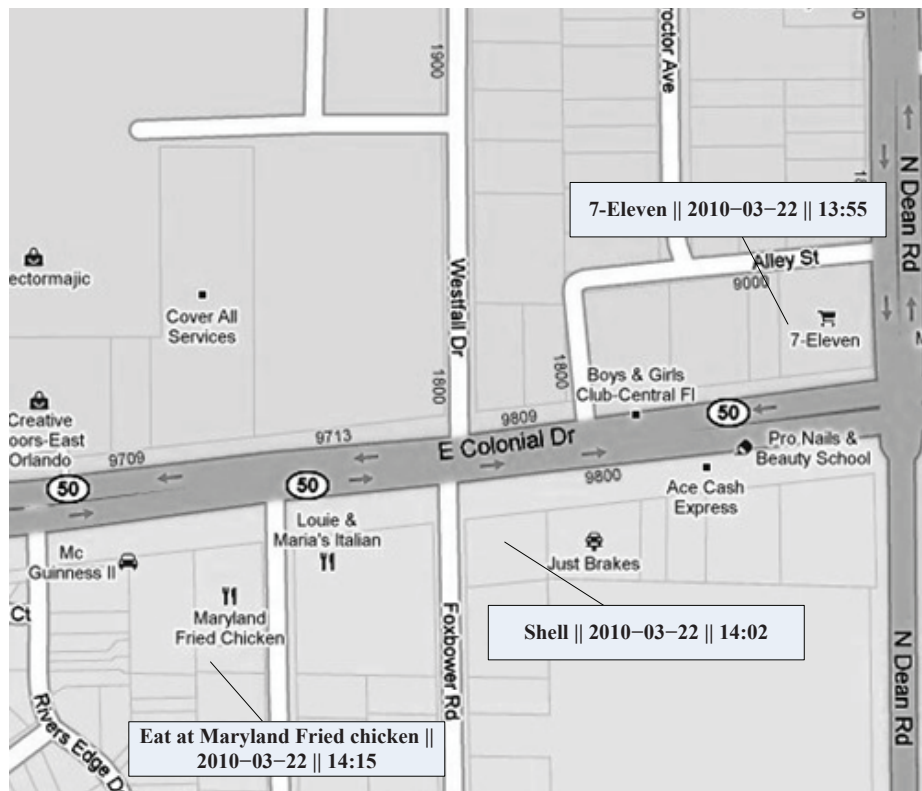 1900
roctor Ave
N Dean Rd
7-Eleven || 2010−03−22 || 13:55
Alley St
9000
ectormajic
Westfall Dr
Cover All
Services
7-Eleven
M
1800
1800
Boys & Girls
Club-Central Fl
Creative
oors-East
Orlando
9709
9713
9809
50
E Colonial Dr
Pro Nails &
Beauty School
50
50
9800
Ace Cash
Express
Louie &
Maria's Italian
Mc
Guinness II
Just Brakes
Ct
Maryland
Fried Chicken
Foxbower Rd
Shell || 2010−03−22 || 14:02
N Dean Rd
Rivers Edge D
Eat at Maryland Fried chicken ||
2010−03−22 || 14:15